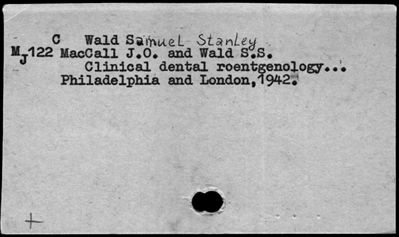 C Wald Samuel Stanley
MJ122 MacCall J.O. and Wald S.S.
Clinical dental roentgenology...
Philadelphia and London,1942.
+